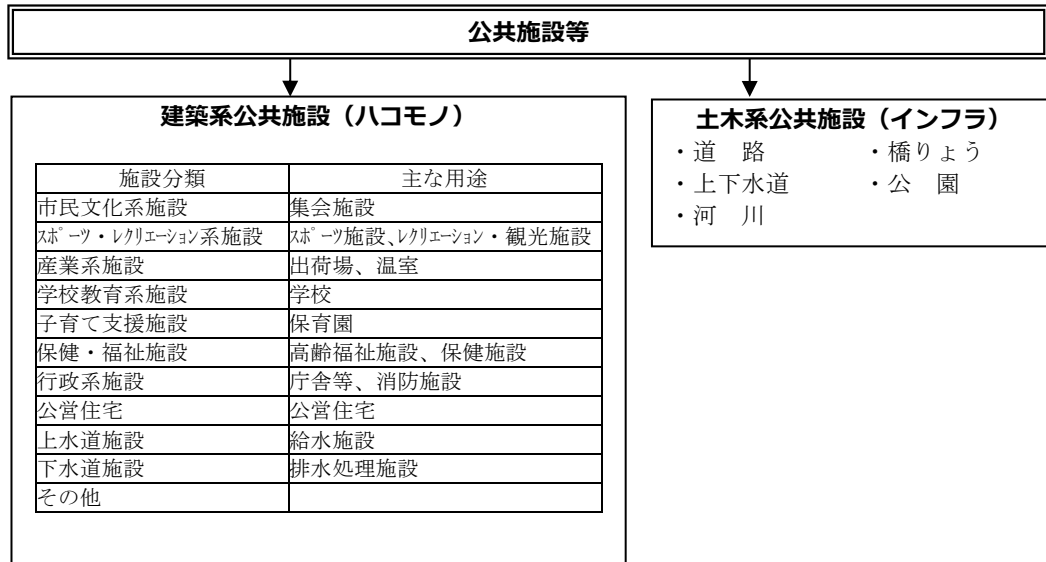 公共施設等
建築系公共施設（ハコモノ）
施設分類 主な用途
市民文化系施設 集会施設
ｽﾎﾟｰﾂ・ﾚｸﾘｴｰｼｮﾝ系施設 ｽﾎﾟｰﾂ施設､ﾚｸﾘｴｰｼｮﾝ・観光施設
産業系施設 出荷場、温室
学校教育系施設 学校
子育て支援施設 保育園
保健・福祉施設 高齢福祉施設、保健施設
行政系施設 庁舎等、消防施設
公営住宅 公営住宅
上水道施設 給水施設
下水道施設 排水処理施設
その他
土木系公共施設（インフラ）
・道　路 ・橋りょう
・上下水道 ・公　園
・河　川